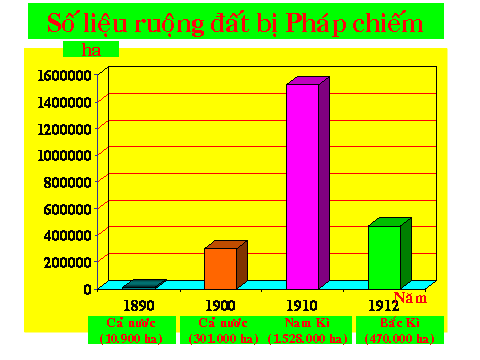 Số liệu ruộng đất bị Pháp chiếm
ha
1600000
1400000
1200000
1000000
800000
600000
400000
200000
0
1890 1900 1910 1912 Năm
Cả nước Cả nước Nam Kì Bắc Kì
(10.900 ha) (301.000 ha) (1.528.000 ha) (470.000 ha)